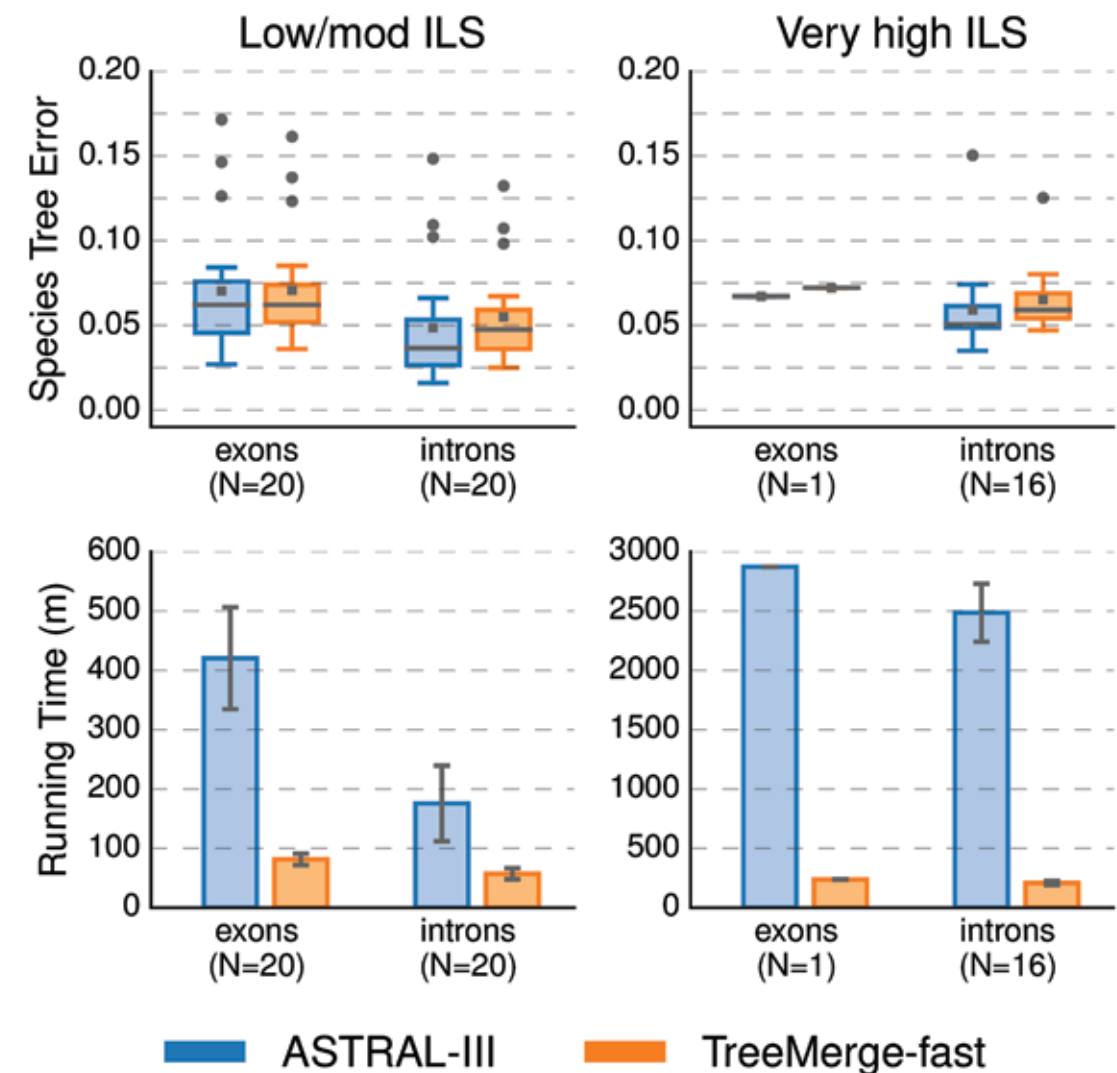 Low/mod ILS
Very high ILS
Species Tree Error
0.20
0.15
0.10
0.05
0.00
exons
(N=20)
introns
(N=20)
0.20
0.15
0.10
0.05
0.00
exons
(N=1)
introns
(N=16)
Running Time (m)
600
500
400
300
200
100
0
exons
(N=20)
introns
(N=20)
3000
2500
2000
1500
1000
500
0
exons
(N=1)
introns
(N=16)
ASTRAL-III
TreeMerge-fast